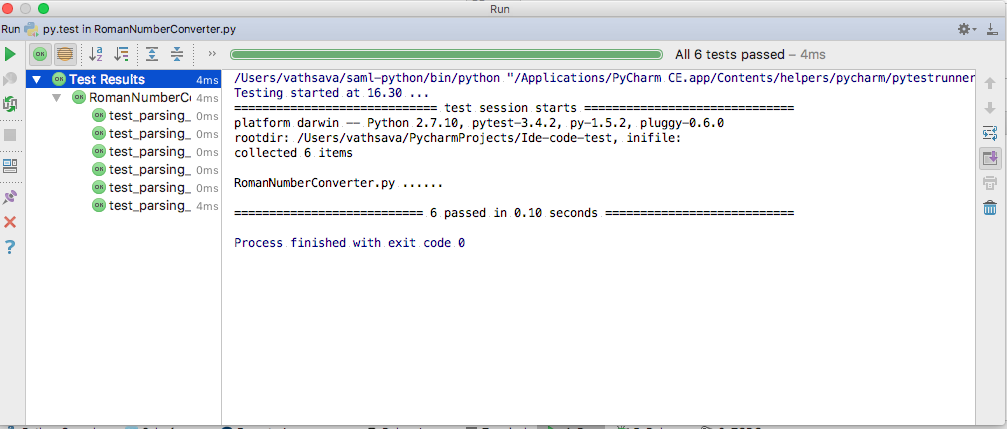 Run
Run py.test in RomanNumberConverter.py
OK
All 6 tests passed – 4ms
Test Results 4ms
RomanNumberCo 4ms
test_parsing_ 0ms
test_parsing_ 0ms
test_parsing_ 0ms
test_parsing_ 0ms
test_parsing_ 0ms
test_parsing_ 4ms
/Users/vathsava/saml-python/bin/python "/Applications/PyCharm CE.app/Contents/helpers/pycharm/pytestrunner
Testing started at 16.30 ...
============================= test session starts ==============================
platform darwin -- Python 2.7.10, pytest-3.4.2, py-1.5.2, pluggy-0.6.0
rootdir: /Users/vathsava/PycharmProjects/Ide-code-test, inifile:
collected 6 items
RomanNumberConverter.py ......
=========================== 6 passed in 0.10 seconds ===========================
Process finished with exit code 0